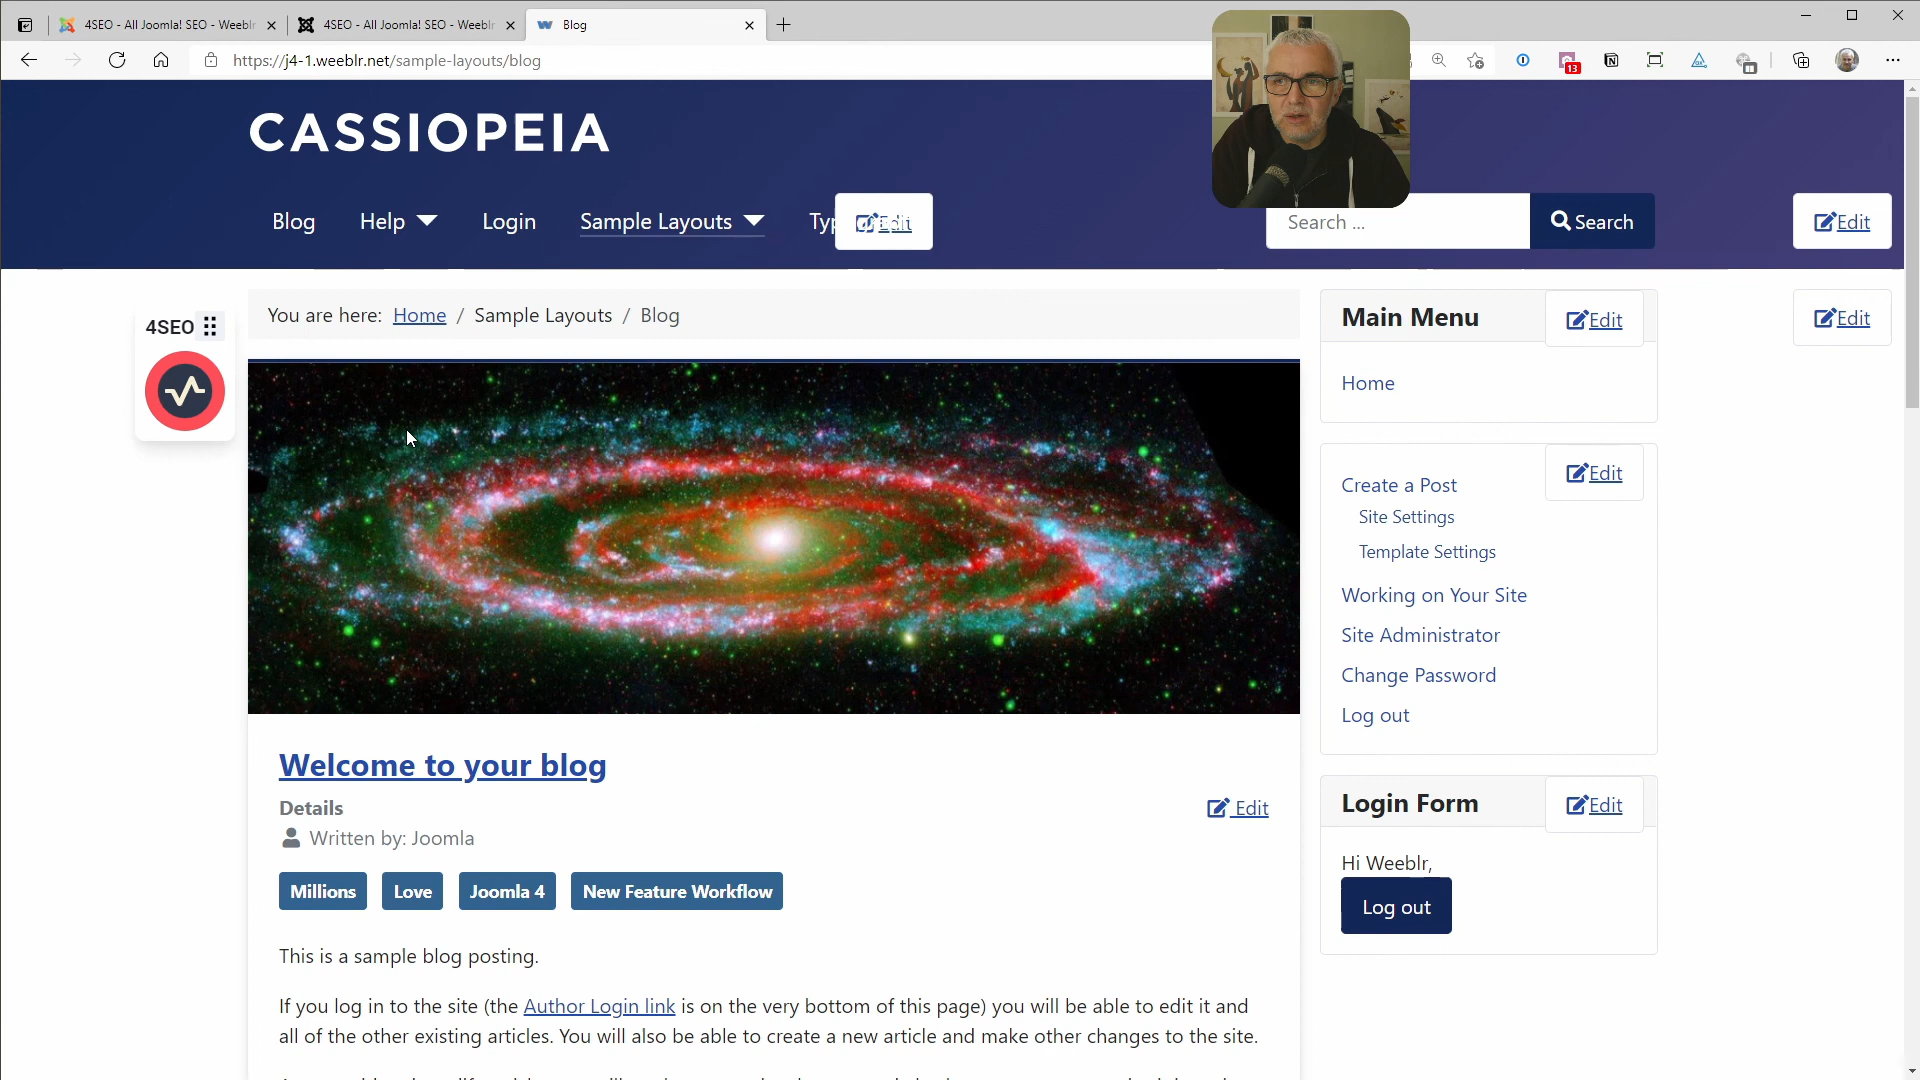 4SEO - All Joomla! SEO - Weeblr
4SEO - All Joomla! SEO - Weeblr
Blog
https://j4-1.weeblr.net/sample-layouts/blog
13
CASSIOPEIA
Blog
Help
Login
Sample Layouts
Edit
Search ...
Search
Edit
4SEO
You are here: Home / Sample Layouts / Blog
Main Menu
Edit
Edit
Home
Edit
Create a Post
Site Settings
Template Settings
Working on Your Site
Site Administrator
Change Password
Log out
Welcome to your blog
Details
Edit
Written by: Joomla
Login Form
Edit
Hi Weeblr,
Log out
Millions
Love
Joomla 4
New Feature Workflow
This is a sample blog posting.
If you log in to the site (the Author Login link is on the very bottom of this page) you will be able to edit it and
all of the other existing articles. You will also be able to create a new article and make other changes to the site.